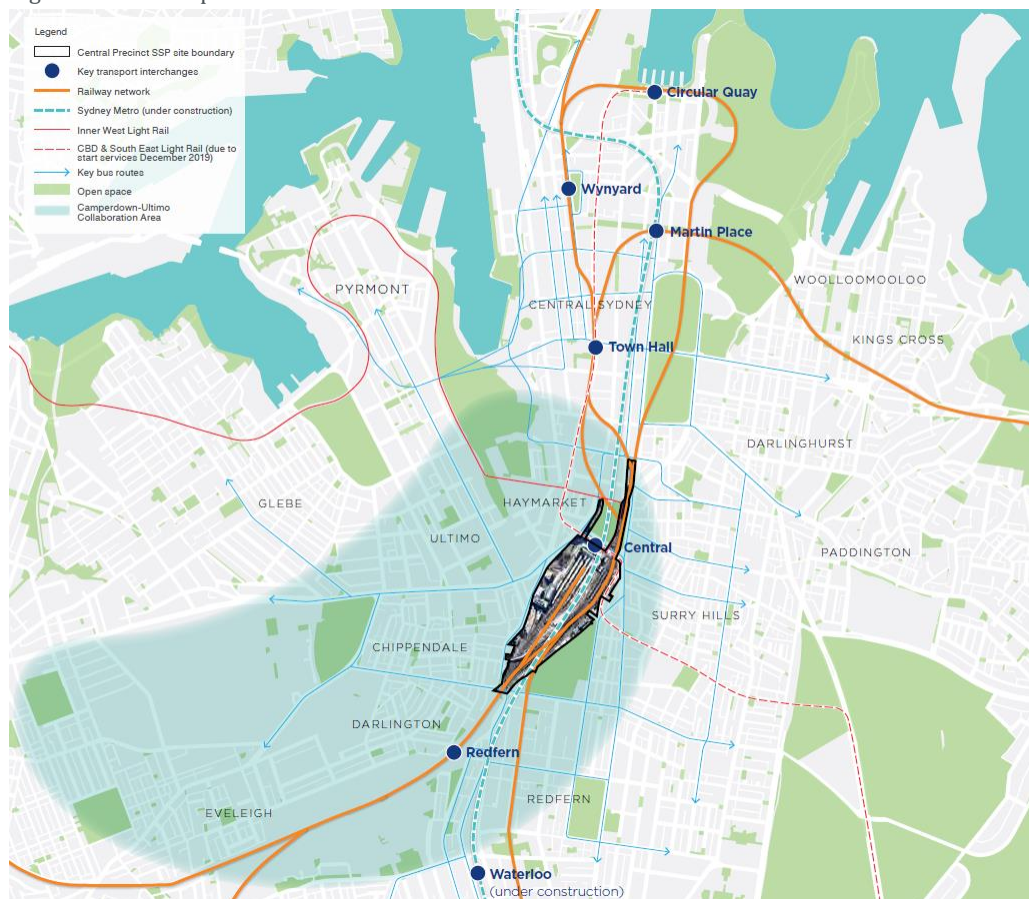 Legend
Central Precinct SSP site boundary
Key transport interchanges
Railway network
Sydney Metro (under construction)
Inner West Light Rail
CBD & South East Light Rail (due to
start services December 2019)
Key bus routes
Open space
Camperdown-Ultimo
Collaboration Area
Circular Quay
Wynyard
Martin Place
WOOLLOOMOOLOO
PYRMONT
CENTRAL SYDNEY
KINGS CROSS
Town Hall
DARLINGHURST
HAYMARKET
GLEBE
ULTIMO
Central
PADDINGTON
SURRY HILLS
CHIPPENDALE
DARLINGTON
Redfern
REDFERN
EVELEIGH
Waterloo
(under construction)